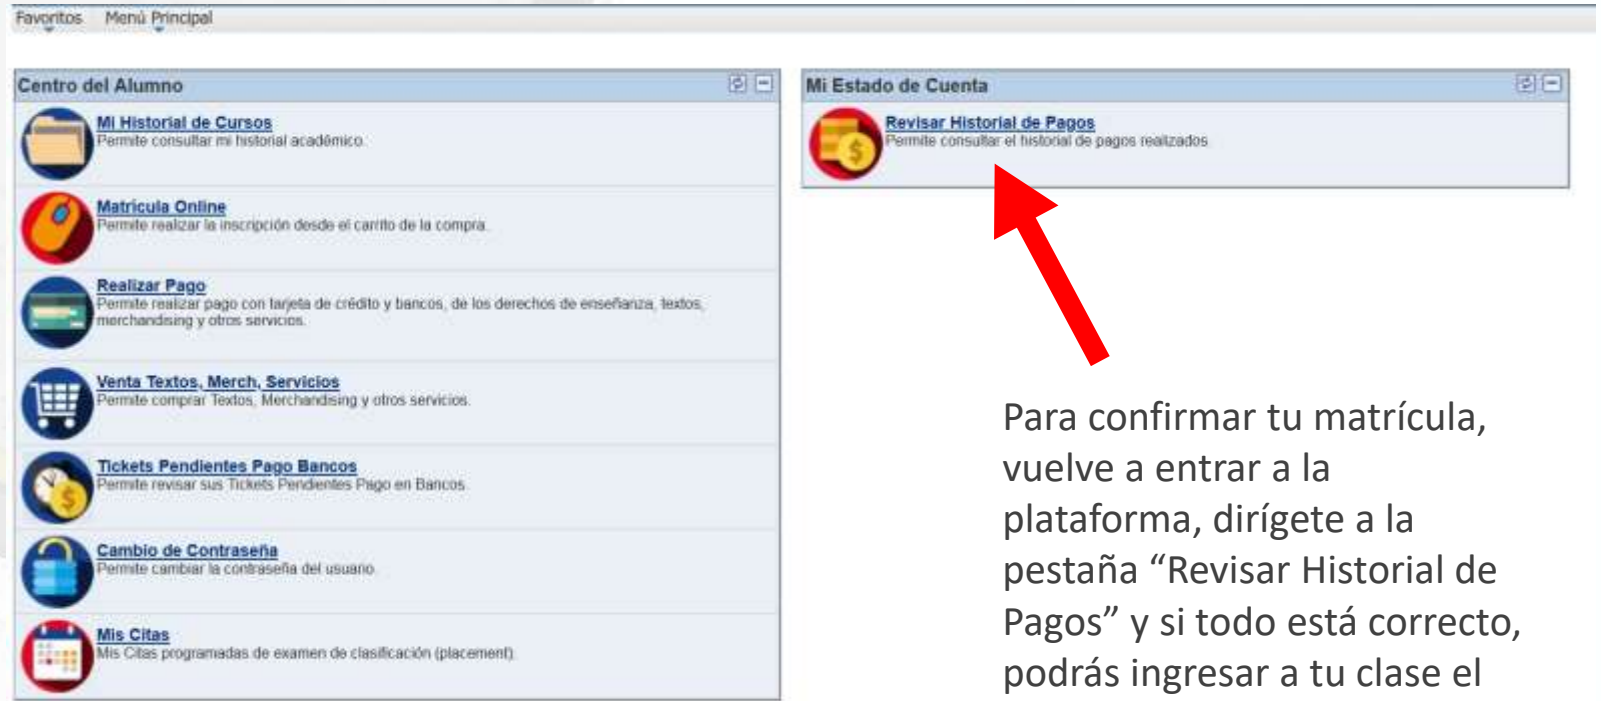 Favoritos Menú Principal
Centro del Alumno
Mi Historial de Cursos
Permite consultar mi historial académico.
Matrícula Online
Permite realizar la inscripción desde el carrito de la compra.
Realizar Pago
Permite realizar pago con tarjeta de crédito y bancos, de los derechos de enseñanza, textos,
merchandising y otros servicios.
Venta Textos, Merch, Servicios
Permite comprar Textos, Merchandising y otros servicios.
Tickets Pendientes Pago Bancos
Permite revisar sus Tickets Pendientes Pago en Bancos.
Cambio de Contraseña
Permite cambiar la contraseña del usuario.
Mis Citas
Mis Citas programadas de examen de clasificación (placement).
Mi Estado de Cuenta
Revisar Historial de Pagos
Permite consultar el historial de pagos realizados.
Para confirmar tu matrícula,
vuelve a entrar a la
plataforma, dirígete a la
pestaña “Revisar Historial de
Pagos” y si todo está correcto,
podrás ingresar a tu clase el